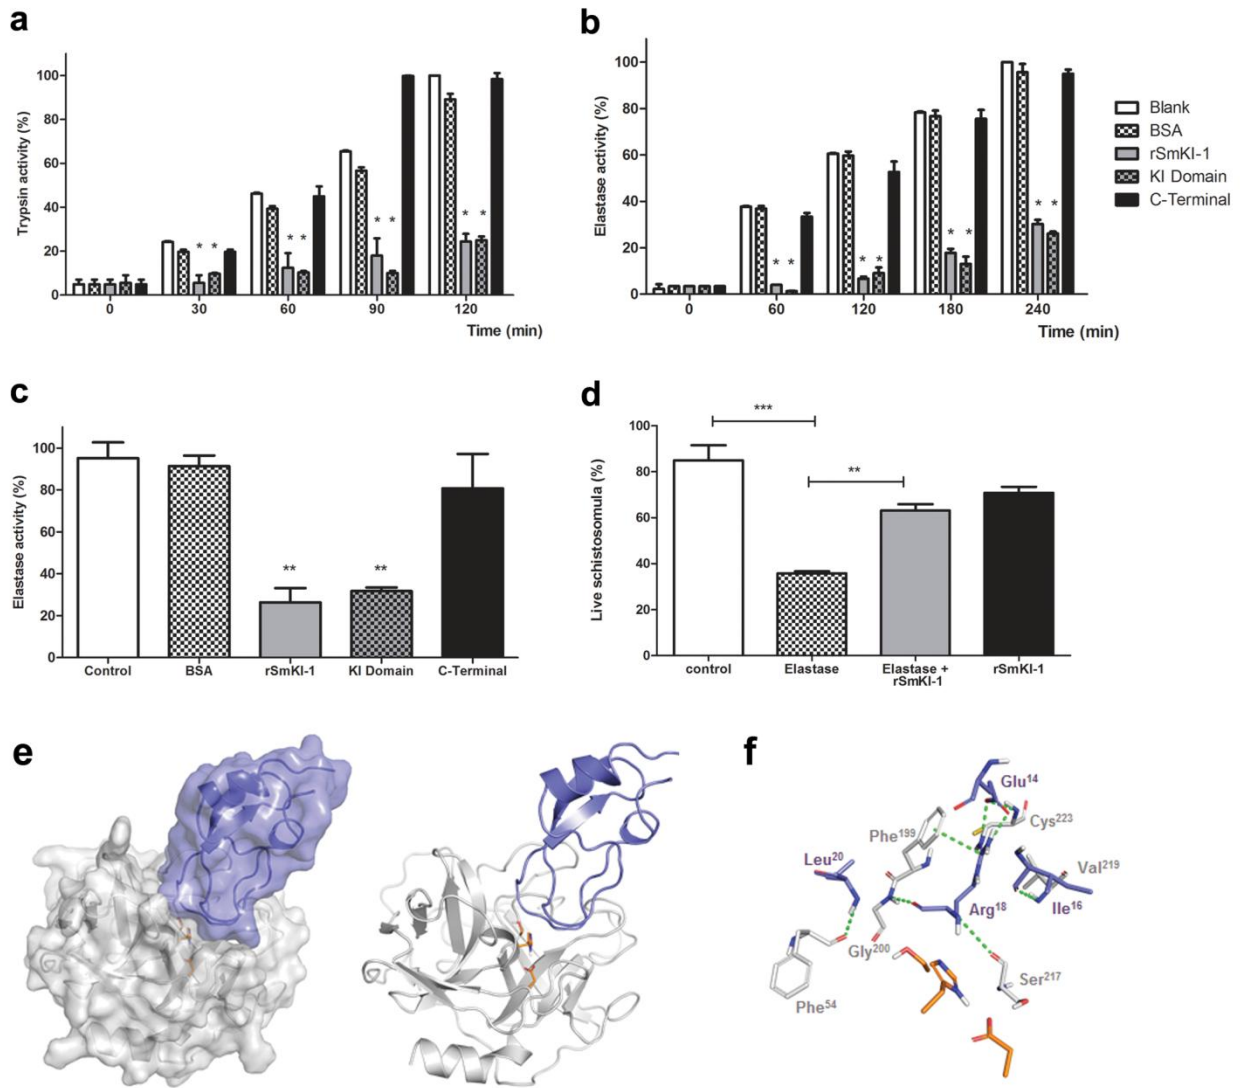 a
Trypsin activity (%)
100
80
60
40
20
0
* *
* *
* *
* *
0 30 60 90 120
Time (min)
b
Elastase activity (%)
100
80
60
40
20
0
* *
* *
* *
* *
0 60 120 180 240
Time (min)
Blank
BSA
rSmKI-1
KI Domain
C-Terminal
c
Elastase activity (%)
100
80
60
40
20
0
** **
Control BSA rSmKI-1 KI Domain C-Terminal
d
Live schistosomula (%)
100
80
60
40
20
0
***
**
control Elastase Elastase + rSmKI-1
rSmKI-1
e
f
Glu14
Cys223
Phe199
Leu20
Val219
Arg18
Ile16
Gly200
Ser217
Phe54